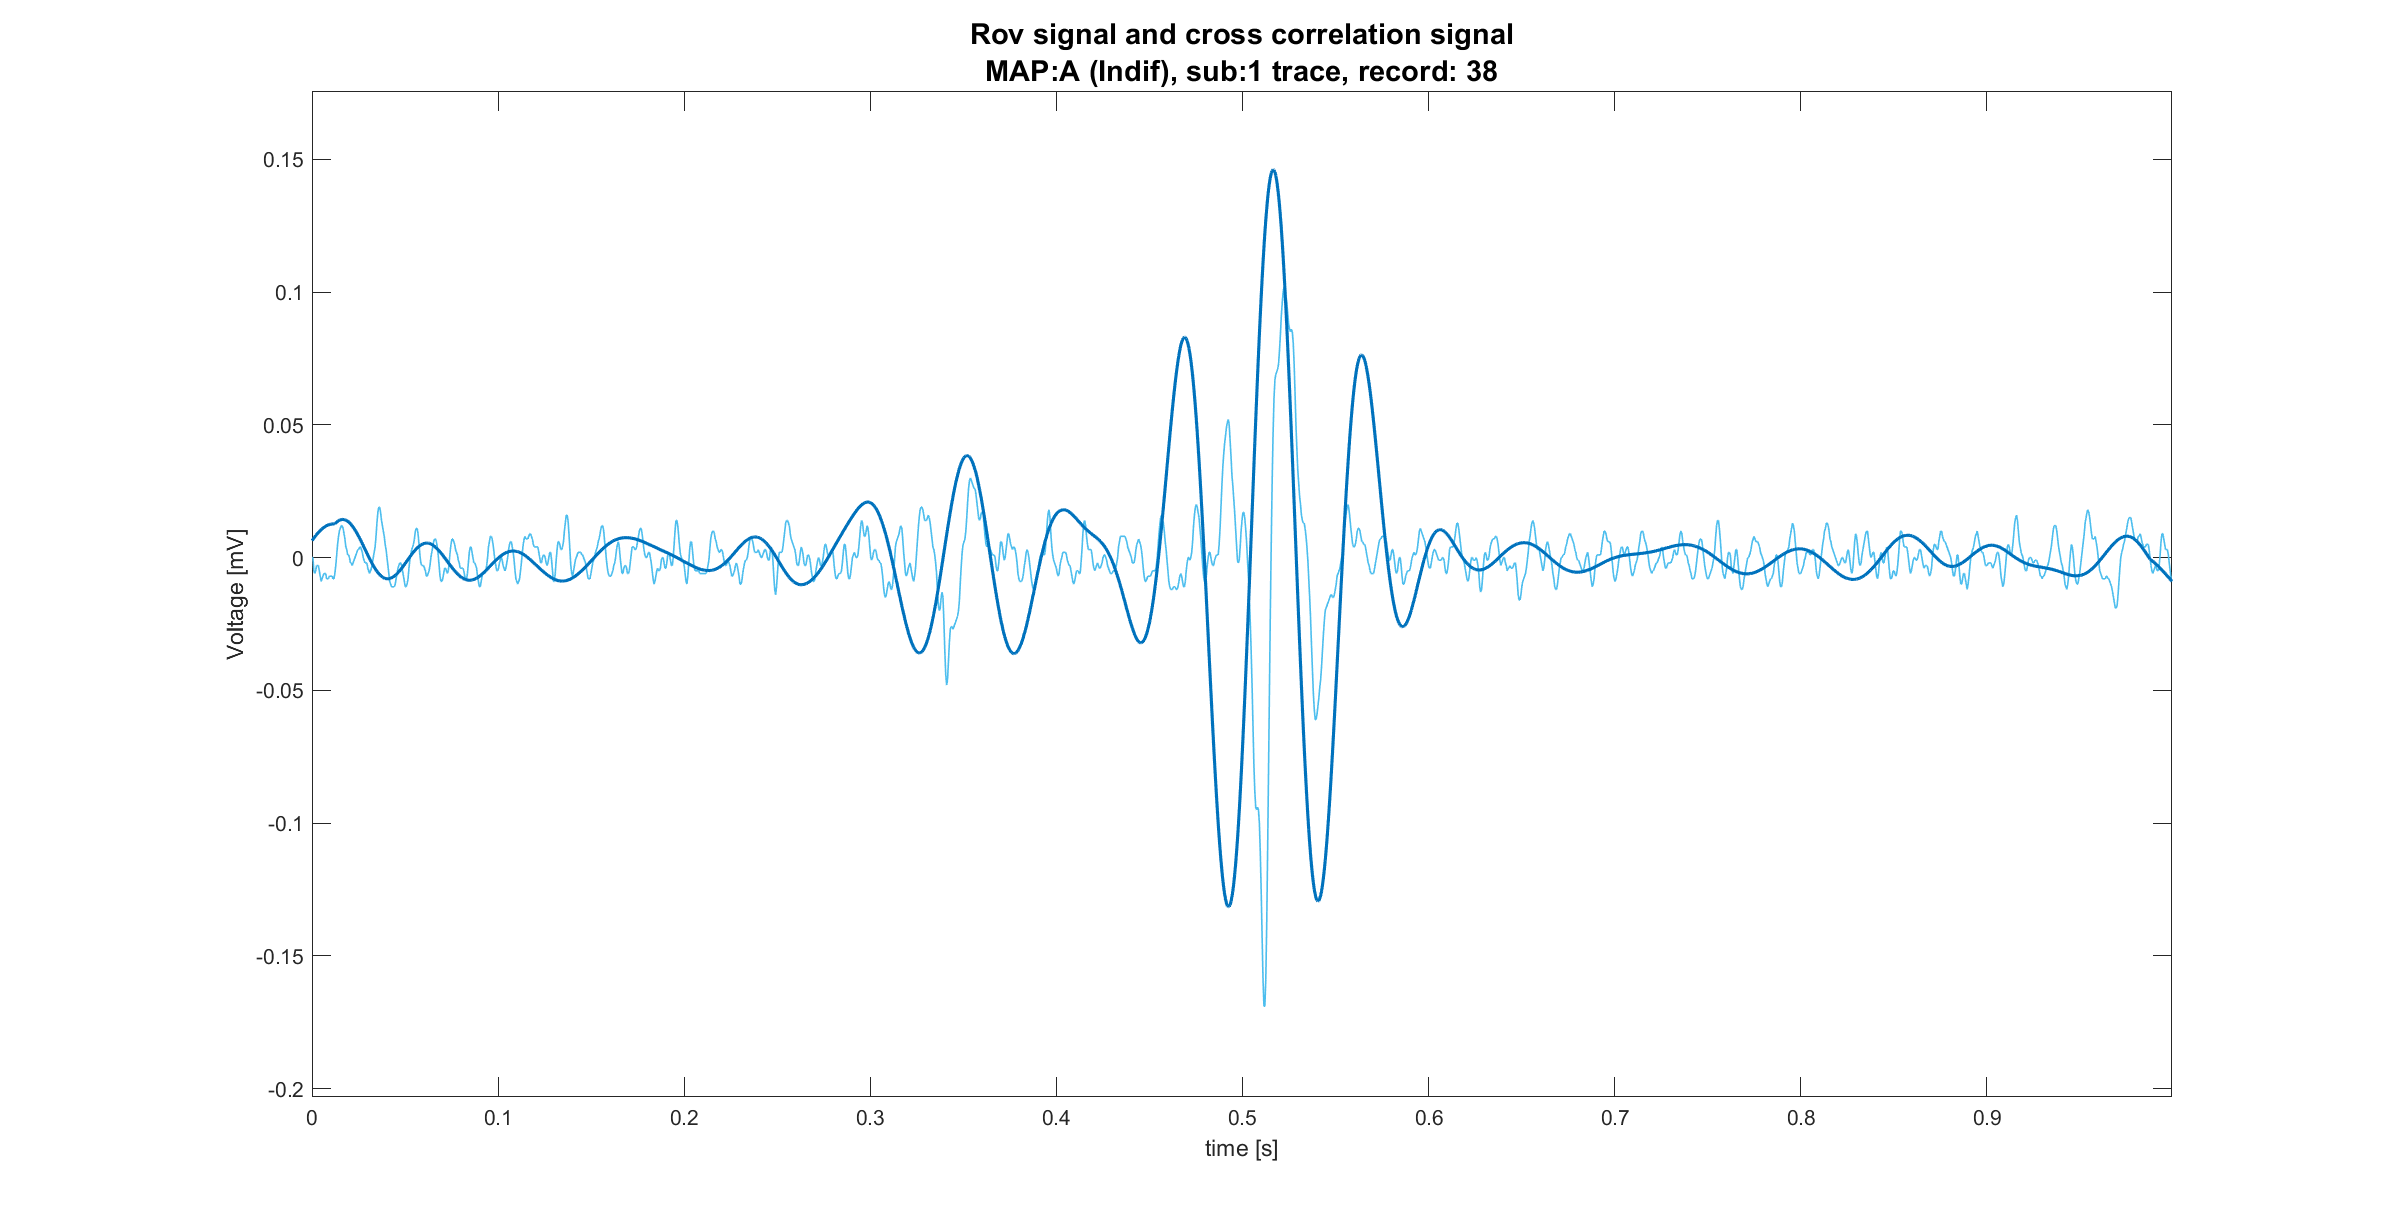 Rov signal and cross correlation signal
MAP:A (Indif), sub:1 trace, record: 38
Voltage [mV]
0.15
0.1
0.05
0
-0.05
-0.1
-0.15
-0.2
0 0.1 0.2 0.3 0.4 0.5 0.6 0.7 0.8 0.9
time [s]